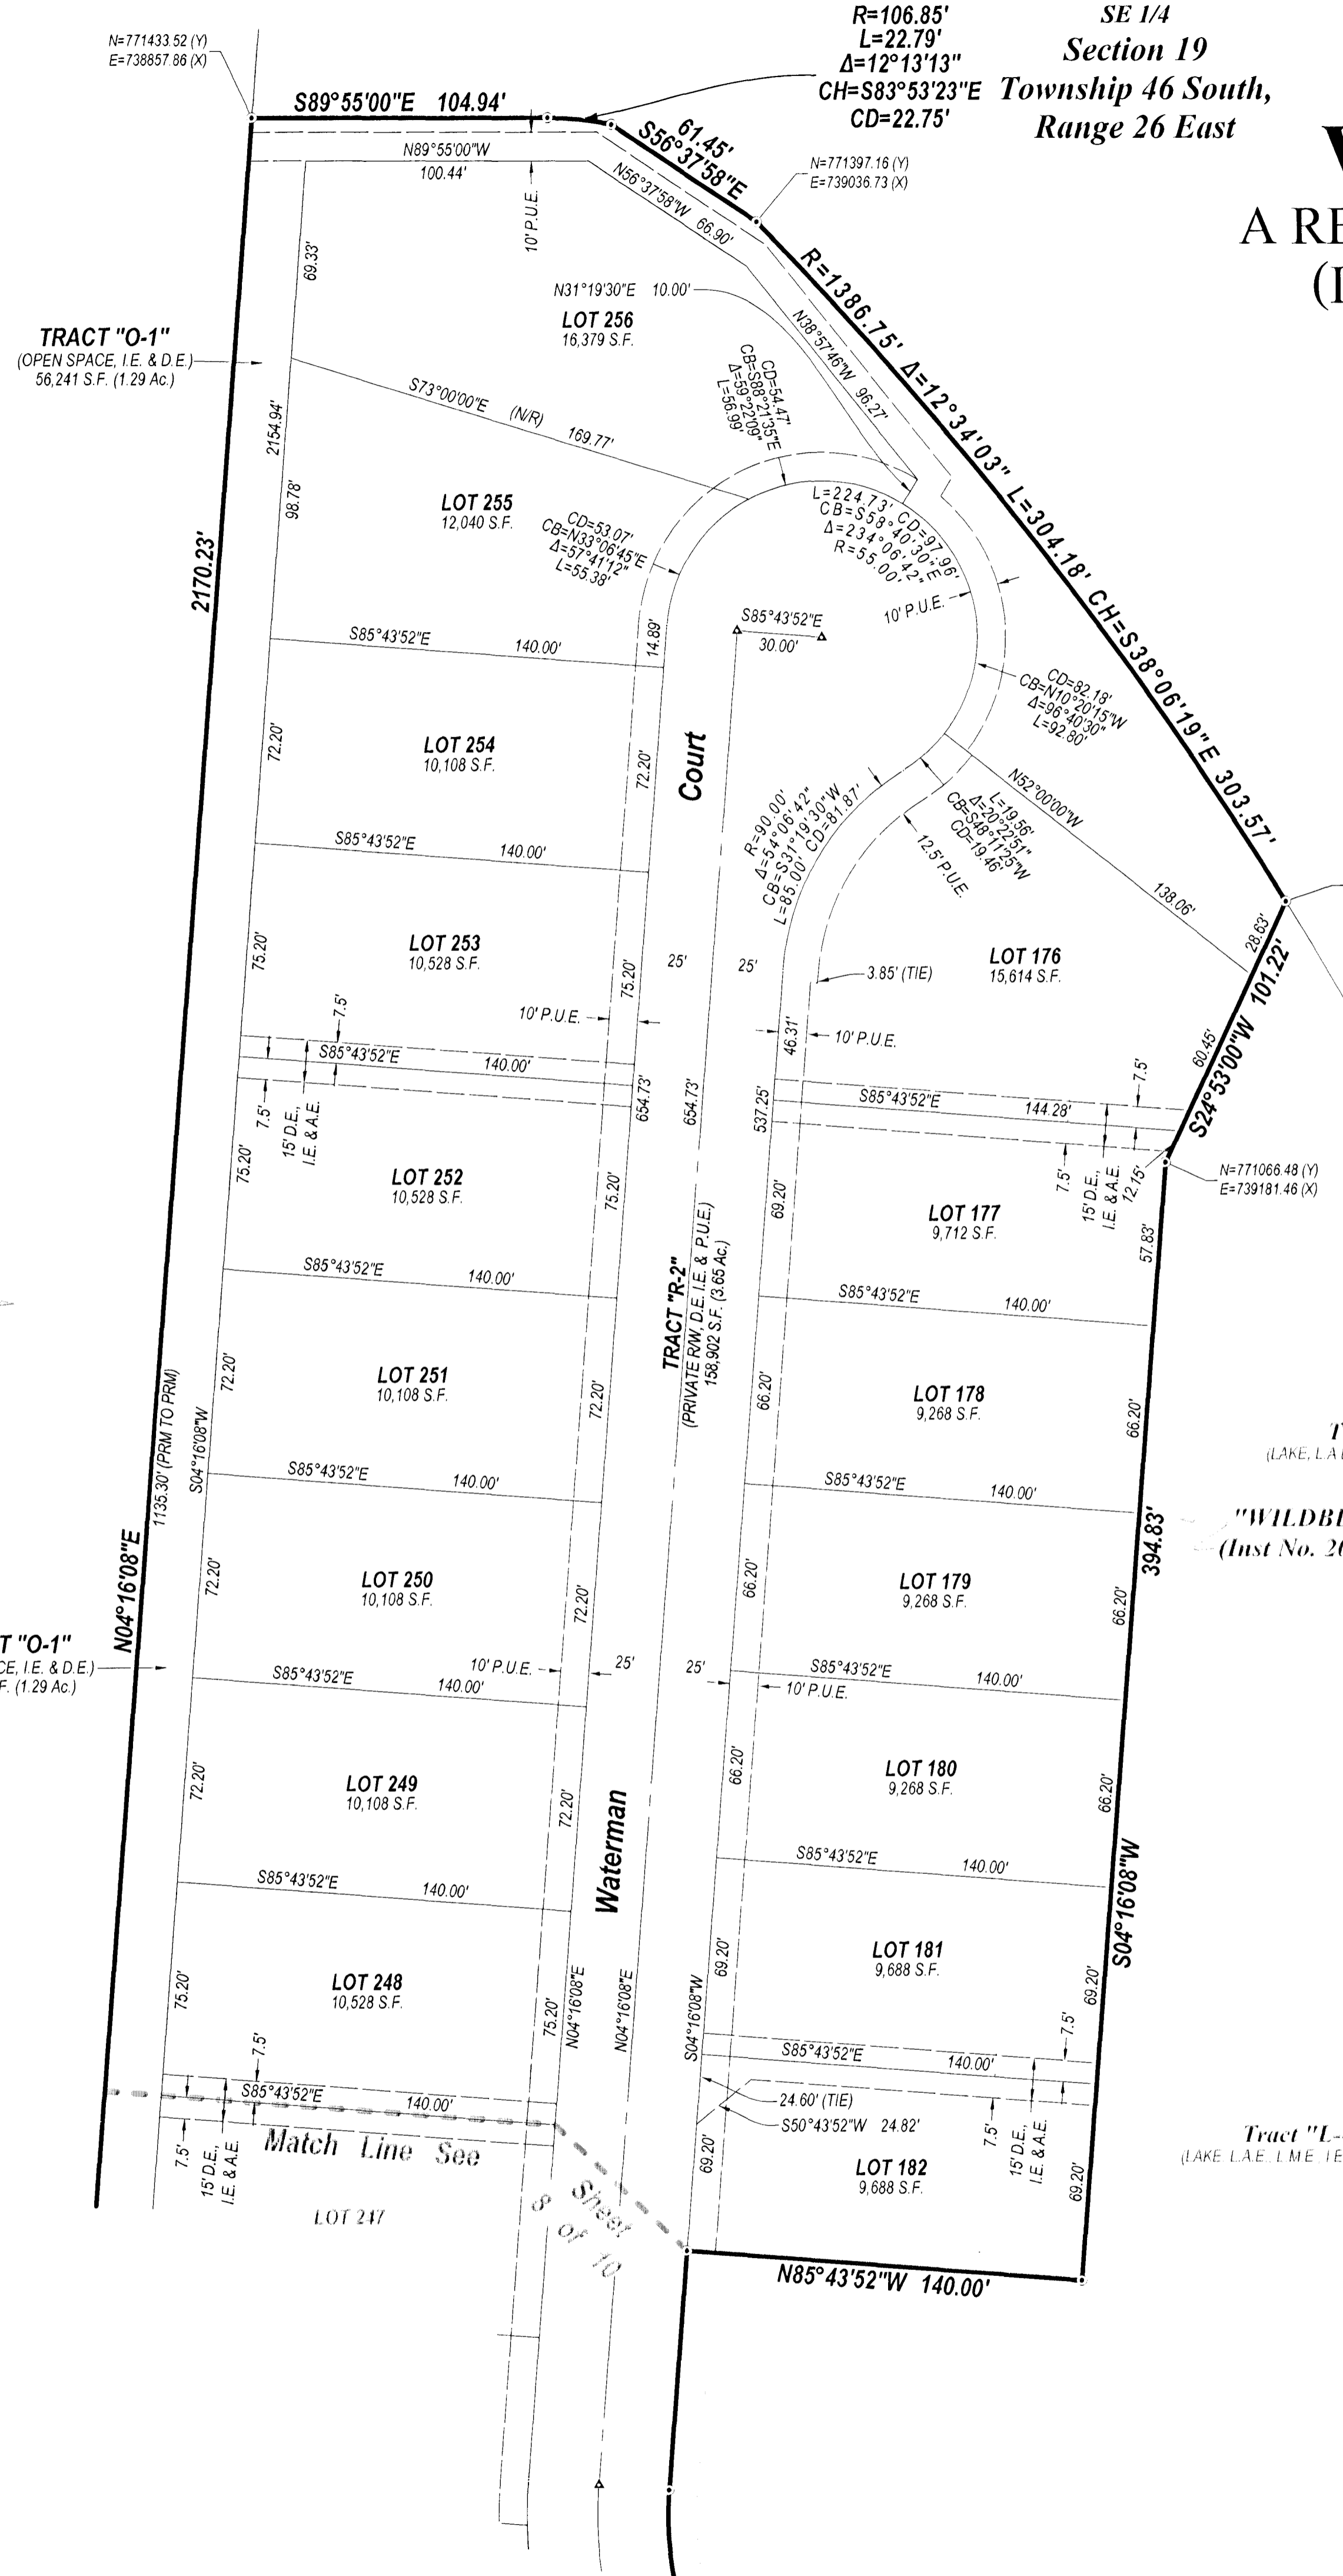 R=106.85'
L=22.79'
Δ=12°13'13"
CH=S83°53'23"E
CD=22.75'
SE 1/4
Section 19
Township 46 South,
Range 26 East
A RE
N=771433.52 (Y)
E=738857.86 (X)
S89°55'00"E 104.94'
61.45'
S56°37'58"E
N89°55'00"W
100.44'
N56°37'58"W 66.90'
10' P.U.E.
N=771397.16 (Y)
E=739036.73 (X)
69.33'
N31°19'30"E 10.00'
LOT 256
16,379 S.F.
R=1386.75' Δ=12°34'03" L=304.18' CH=S38°06'19"E 303.57'
N38°57'46"W 96.27'
TRACT "O-1"
(OPEN SPACE, I.E. & D.E.)
56,241 S.F. (1.29 Ac.)
CD=54.47'
CB=S88°21'35"E
Δ=59°22'09"
L=56.99'
S73°00'00"E (N/R) 169.77'
2154.94'
98.78'
2170.23'
LOT 255
12,040 S.F.
CD=53.07'
CB=N33°06'45"E
Δ=57°41'12"
L=55.38'
L=224.73' CD=97.96'
CB=S58°40'30"E
Δ=234°06'42"
R=55.00'
10' P.U.E.
S85°43'52"E
30.00'
S85°43'52"E 140.00'
14.89'
CD=82.18'
CB=N10°20'15"W
Δ=96°40'30"
L=92.80'
72.20'
LOT 254
10,108 S.F.
72.20'
Court
R=90.00'
Δ=54°06'42"
CB=S31°19'30"W
L=85.00' CD=81.87'
L=19.56'
Δ=20°22'51"
CB=S48°11'25"W
CD=19.46'
N52°00'00"W
138.06'
12.5' P.U.E.
S85°43'52"E 140.00'
75.20'
LOT 253
10,528 S.F.
75.20'
25'
25'
3.85' (TIE)
LOT 176
15,614 S.F.
28.63'
S24°53'00"W 101.22'
60.45'
10' P.U.E.
46.31'
10' P.U.E.
7.5'
S85°43'52"E 140.00'
7.5'
15' D.E.,
I.E. & A.E.
654.73'
654.73'
537.25'
S85°43'52"E 144.28'
7.5'
7.5'
15' D.E.,
I.E. & A.E.
12.15'
N=771066.48 (Y)
E=739181.46 (X)
75.20'
LOT 252
10,528 S.F.
75.20'
69.20'
LOT 177
9,712 S.F.
57.83'
S85°43'52"E 140.00'
TRACT "R-2"
(PRIVATE R/W, D.E. I.E. & P.U.E.)
158,902 S.F. (3.65 Ac.)
S85°43'52"E 140.00'
72.20'
LOT 251
10,108 S.F.
72.20'
66.20'
LOT 178
9,268 S.F.
66.20'
1135.30' (PRM TO PRM)
S04°16'08"W
S85°43'52"E 140.00'
S85°43'52"E 140.00'
(LAKE, L.A
"WILDBL
(Inst No. 20
394.83'
N04°16'08"E
72.20'
LOT 250
10,108 S.F.
72.20'
66.20'
LOT 179
9,268 S.F.
66.20'
T "O-1"
CE, I.E. & D.E.)
F. (1.29 Ac.)
S85°43'52"E 140.00'
10' P.U.E.
25'
25'
S85°43'52"E 140.00'
10' P.U.E.
72.20'
LOT 249
10,108 S.F.
72.20'
Waterman
66.20'
LOT 180
9,268 S.F.
66.20'
S85°43'52"E 140.00'
S85°43'52"E 140.00'
S04°16'08"W
75.20'
LOT 248
10,528 S.F.
75.20'
N04°16'08"E
N04°16'08"E
69.20'
S04°16'08"W
LOT 181
9,688 S.F.
69.20'
7.5'
S85°43'52"E 140.00'
7.5'
15' D.E.,
I.E. & A.E.
7.5'
S85°43'52"E 140.00'
24.60' (TIE)
S50°43'52"W 24.82'
7.5'
15' D.E.,
I.E. & A.E.
Match Line See
Sheet
8 of 10
LOT 247
69.20'
LOT 182
9,688 S.F.
69.20'
Tract "L-
(LAKE L.A.E., L.M.E., I.E
N85°43'52"W 140.00'